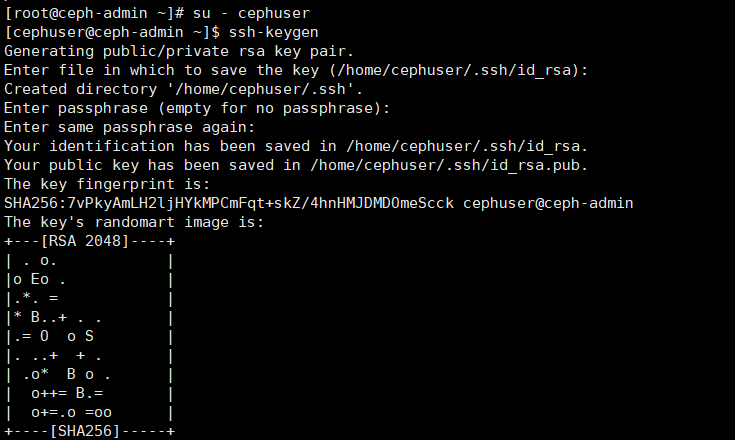 [root@ceph-admin ~]# su - cephuser
[cephuser@ceph-admin ~]$ ssh-keygen
Generating public/private rsa key pair.
Enter file in which to save the key (/home/cephuser/.ssh/id_rsa):
Created directory '/home/cephuser/.ssh'.
Enter passphrase (empty for no passphrase):
Enter same passphrase again:
Your identification has been saved in /home/cephuser/.ssh/id_rsa.
Your public key has been saved in /home/cephuser/.ssh/id_rsa.pub.
The key fingerprint is:
SHA256:7vPkyAmLH2ljHYkMPCmFqt+skZ/4hnHMJDMDOmeScck cephuser@ceph-admin
The key's randomart image is:
+---[RSA 2048]----+
| . o.            |
|o Eo .           |
|.*. =            |
|* B..+ . .       |
|.= O  o S        |
|. ..+  + .       |
| .o*  B o .      |
|  o++= B.=       |
|  o+=.o =oo      |
+----[SHA256]-----+